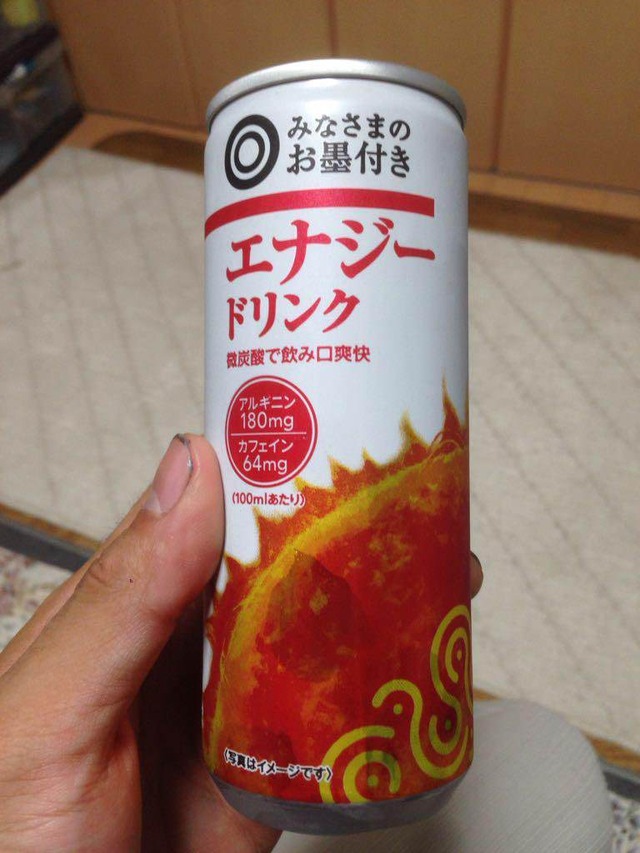 みなさまの
お墨付き
エナジー
ドリンク
微炭酸で飲み口爽快
アルギニン
180mg
カフェイン
64mg
(100mlあたり)
(写真はイメージです)